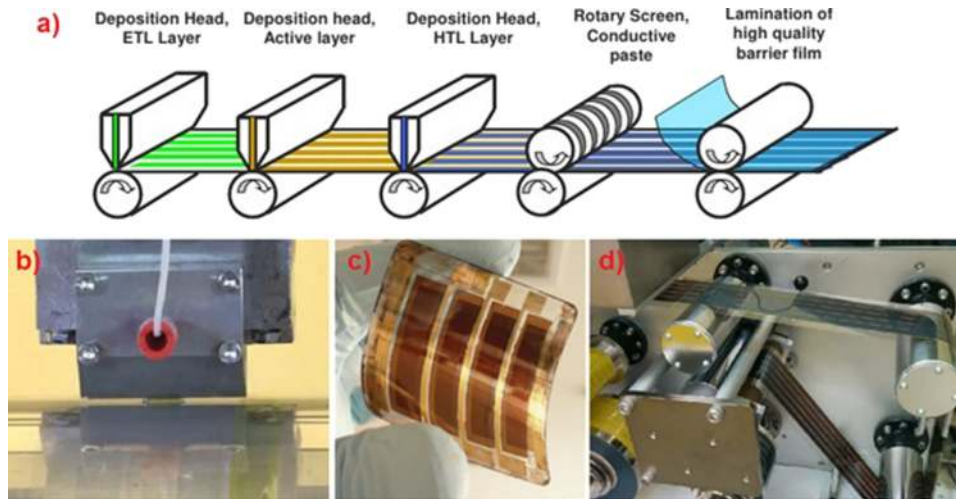 a)
Deposition Head,
ETL Layer
Deposition head,
Active layer
Deposition Head,
HTL Layer
Rotary Screen,
Conductive
paste
Lamination of
high quality
barrier film
b)
c)
d)